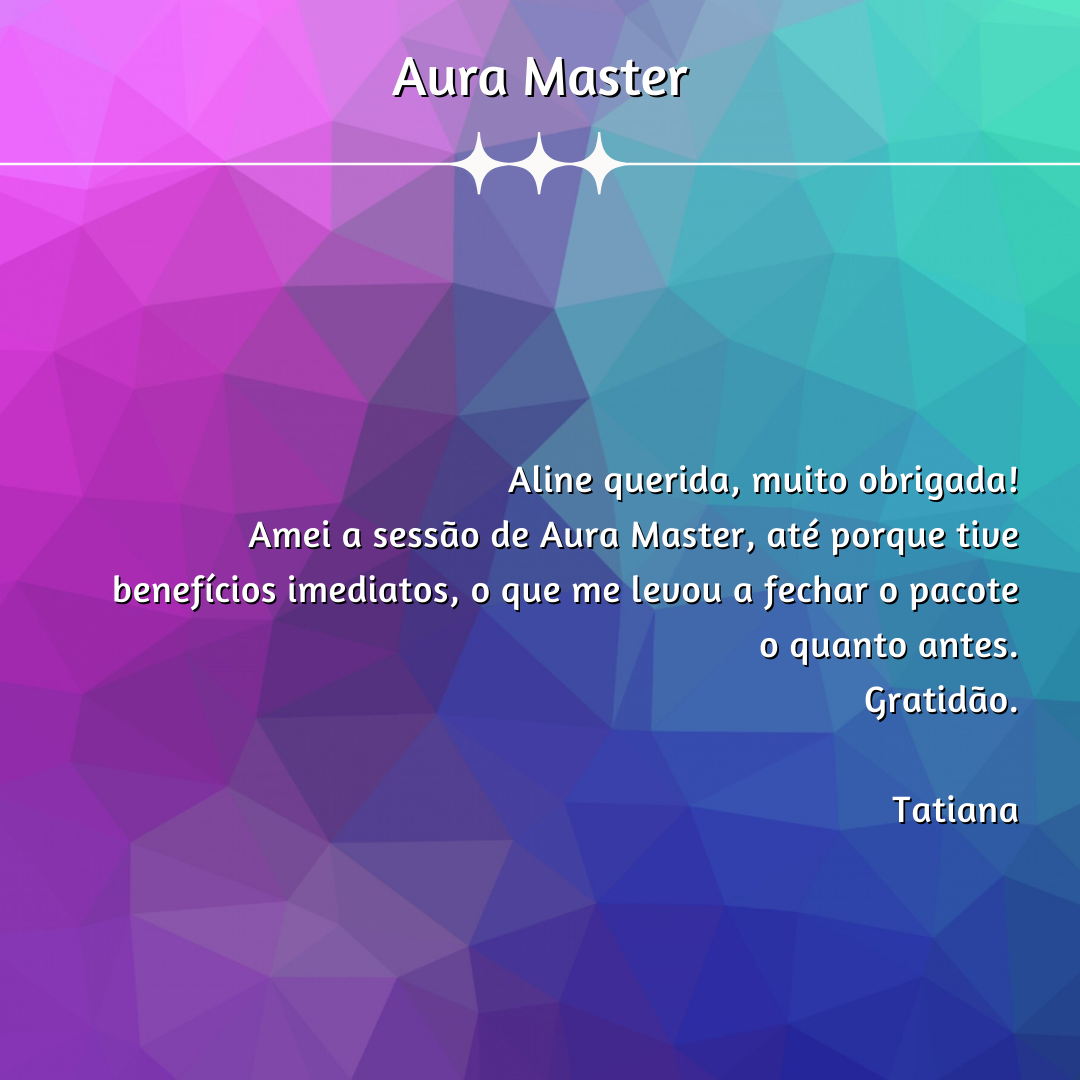 Aura Master
Aline querida, muito obrigada!
Amei a sessão de Aura Master, até porque tive
benefícios imediatos, o que me levou a fechar o pacote
o quanto antes.
Gratidão.
Tatiana